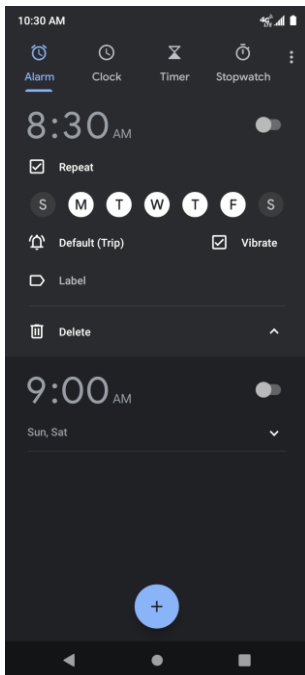 10:30 AM
Alarm Clock Timer Stopwatch
8:30 AM
Repeat
S M T W T F S
Default (Trip) Vibrate
Label
Delete
9:00 AM
Sun, Sat